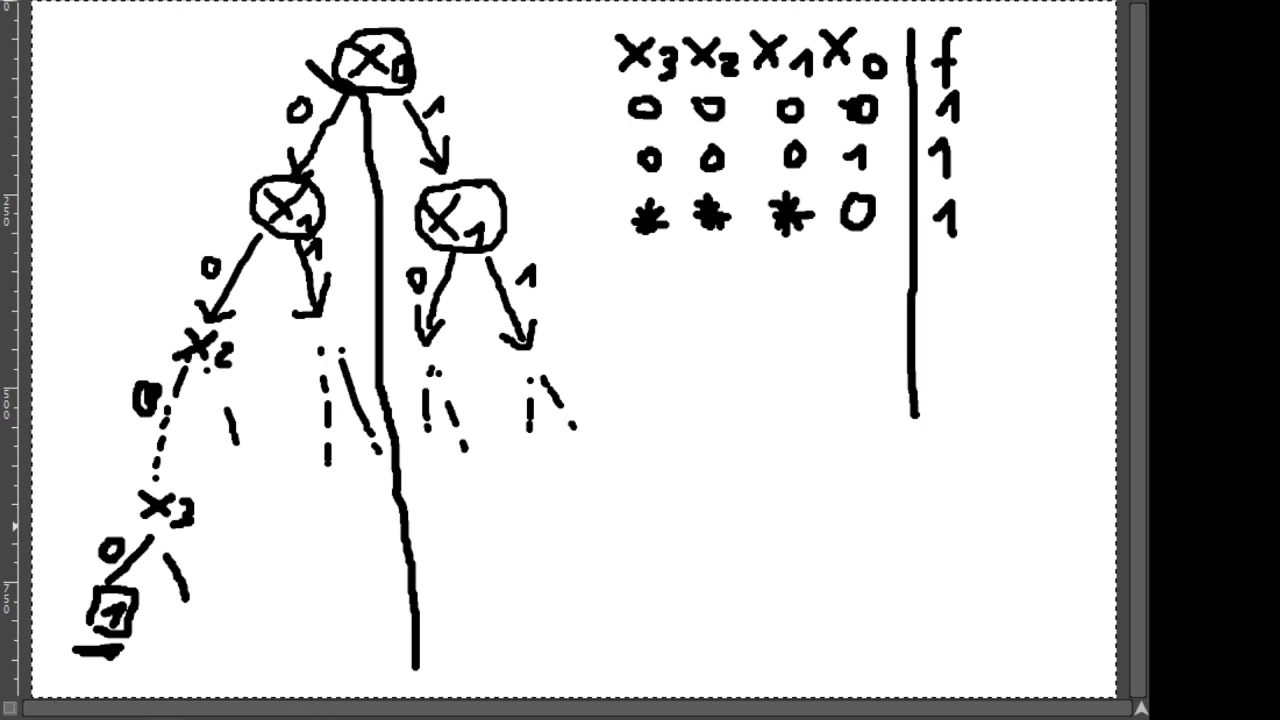 x0
0 1
x1 x1
0 1 0 1
x2
0
x3
0
1
x3 x2 x1 x0 f
0 0 0 0 1
0 0 0 1 1
* * * 0 1